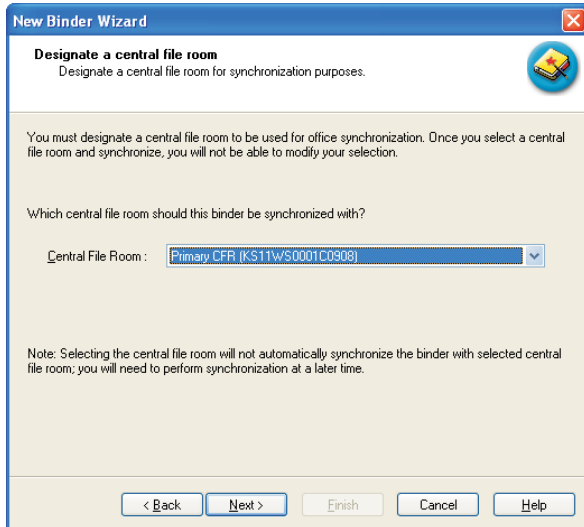 New Binder Wizard
Designate a central file room
Designate a central file room for synchronization purposes.
You must designate a central file room to be used for office synchronization. Once you select a central
file room and synchronize, you will not be able to modify your selection.
Which central file room should this binder be synchronized with?
Central File Room :
Primary CFR (KS11WS0001C0908)
Note: Selecting the central file room will not automatically synchronize the binder with selected central
file room; you will need to perform synchronization at a later time.
< Back Next > Finish Cancel Help